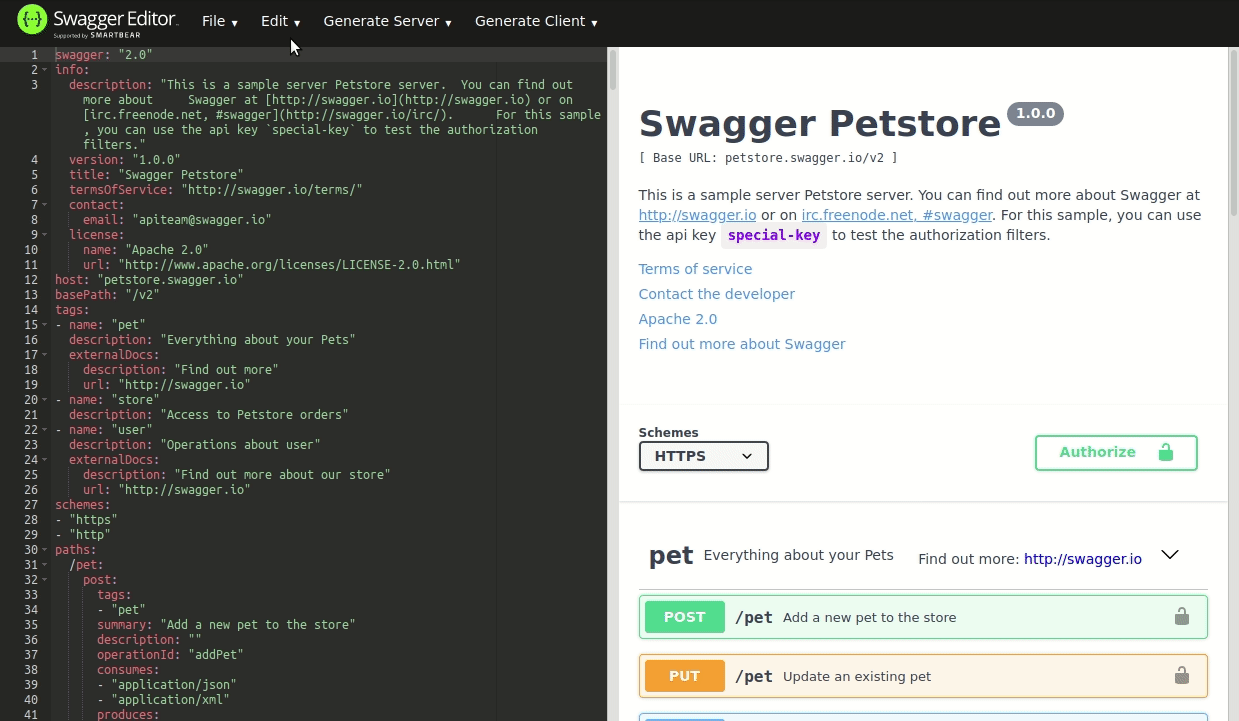 Swagger Editor
Supported by SMARTBEAR
File
Edit
Generate Server
Generate Client
1 swagger: "2.0"
2 info:
3 description: "This is a sample server Petstore server.  You can find out
more about     Swagger at [http://swagger.io](http://swagger.io) or on
[irc.freenode.net, #swagger](http://swagger.io/irc/).      For this sample
, you can use the api key `special-key` to test the authorization
filters."
4 version: "1.0.0"
5 title: "Swagger Petstore"
6 termsOfService: "http://swagger.io/terms/"
7 contact:
8 email: "apiteam@swagger.io"
9 license:
10 name: "Apache 2.0"
11 url: "http://www.apache.org/licenses/LICENSE-2.0.html"
12 host: "petstore.swagger.io"
13 basePath: "/v2"
14 tags:
15 - name: "pet"
16 description: "Everything about your Pets"
17 externalDocs:
18 description: "Find out more"
19 url: "http://swagger.io"
20 - name: "store"
21 description: "Access to Petstore orders"
22 - name: "user"
23 description: "Operations about user"
24 externalDocs:
25 description: "Find out more about our store"
26 url: "http://swagger.io"
27 schemes:
28 - "https"
29 - "http"
30 paths:
31 /pet:
32 post:
33 tags:
34 - "pet"
35 summary: "Add a new pet to the store"
36 description: ""
37 operationId: "addPet"
38 consumes:
39 - "application/json"
40 - "application/xml"
41 produces:
Swagger Petstore 1.0.0
[ Base URL: petstore.swagger.io/v2 ]
This is a sample server Petstore server. You can find out more about Swagger at
http://swagger.io or on irc.freenode.net, #swagger. For this sample, you can use
the api key special-key to test the authorization filters.
Terms of service
Contact the developer
Apache 2.0
Find out more about Swagger
Schemes
HTTPS
Authorize
pet Everything about your Pets Find out more: http://swagger.io
POST /pet Add a new pet to the store
PUT /pet Update an existing pet